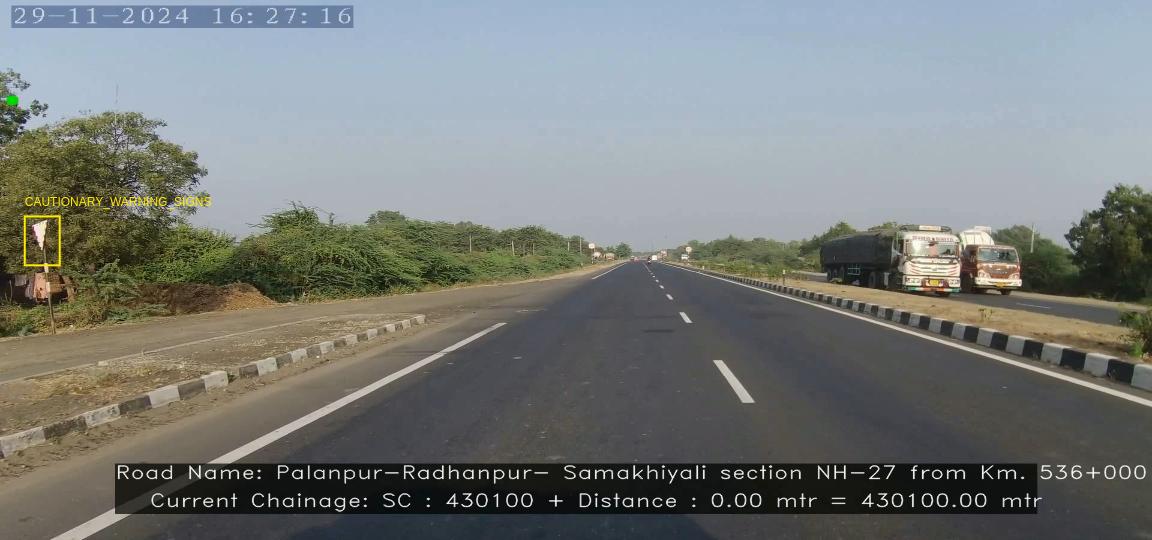 29-11-2024 16:27:16
CAUTIONARY_WARNING_SIGNS
Road Name: Palanpur-Radhanpur- Samakhiyali section NH-27 from Km. 536+000
Current Chainage: SC : 430100 + Distance : 0.00 mtr = 430100.00 mtr